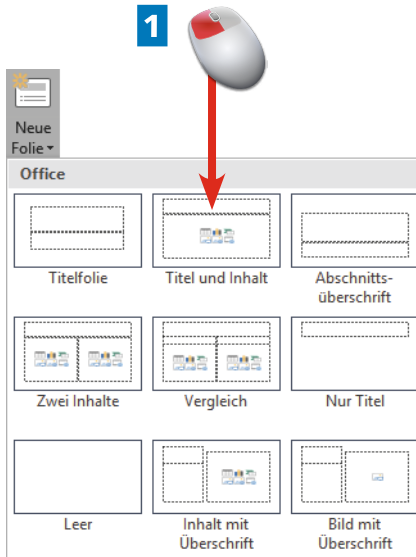 1
Neue
Folie
Office
Titelfolie
Titel und Inhalt
Abschnitts-
überschrift
Zwei Inhalte
Vergleich
Nur Titel
Leer
Inhalt mit
Überschrift
Bild mit
Überschrift